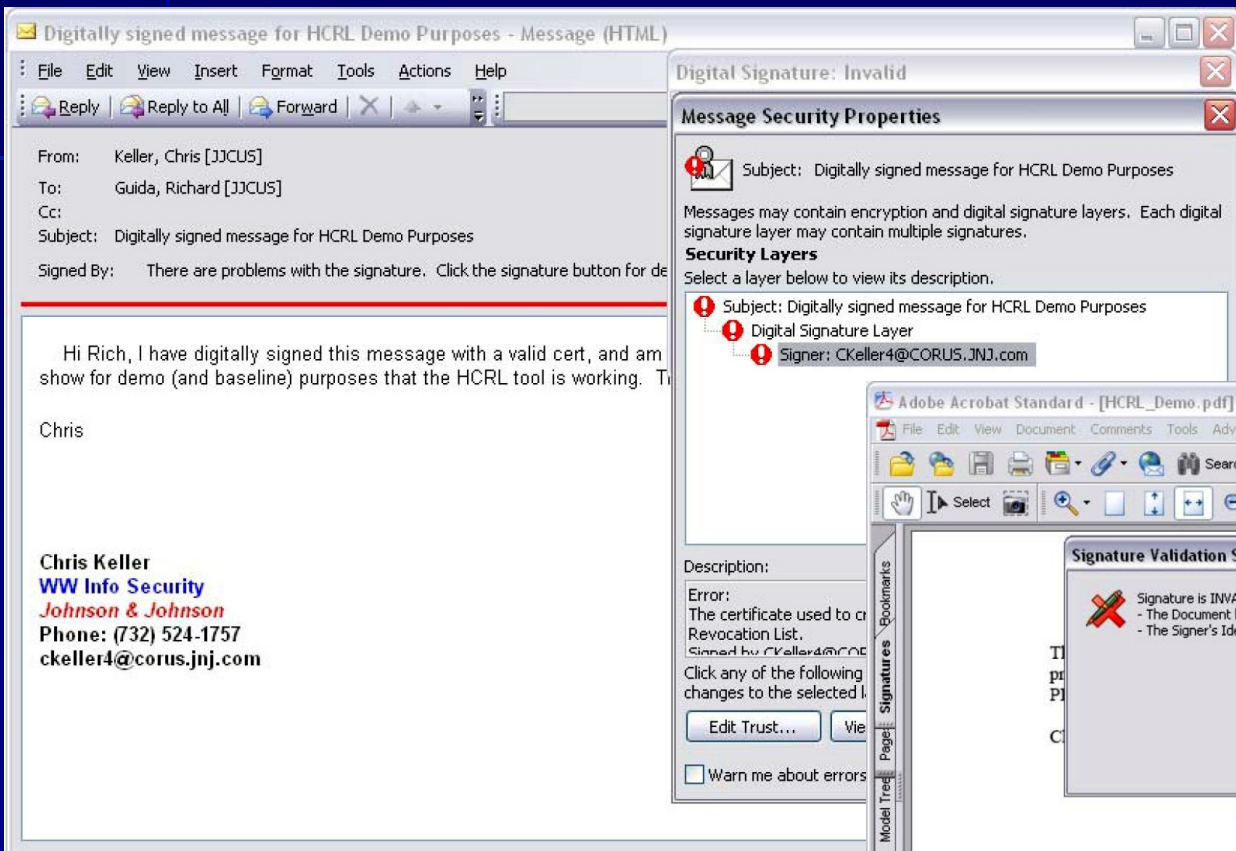 Digitally signed message for HCRL Demo Purposes - Message (HTML)
File Edit View Insert Format Tools Actions Help
Reply Reply to All Forward
From: Keller, Chris [JJCUS]
To: Guida, Richard [JJCUS]
Cc:
Subject: Digitally signed message for HCRL Demo Purposes
Signed By: There are problems with the signature. Click the signature button for de
Hi Rich, I have digitally signed this message with a valid cert, and am
show for demo (and baseline) purposes that the HCRL tool is working.
Chris
Chris Keller
WW Info Security
Johnson & Johnson
Phone: (732) 524-1757
ckeller4@corus.jnj.com
Digital Signature: Invalid
Message Security Properties
Subject: Digitally signed message for HCRL Demo Purposes
Messages may contain encryption and digital signature layers. Each digital
signature layer may contain multiple signatures.
Security Layers
Select a layer below to view its description.
Subject: Digitally signed message for HCRL Demo Purposes
Digital Signature Layer
Signer: CKeller4@CORUS.JNJ.com
Description:
Error:
The certificate used to cr
Revocation List.
Signed by CKeller4@COR
Click any of the following
changes to the selected l
Edit Trust... Vie
Warn me about errors
Adobe Acrobat Standard - [HCRL_Demo.pdf]
File Edit View Document Comments Tools Adv
Sear
Select
Bookmarks
Signatures
Pages
Model Tree
Signature Validation S
Signature is INVA
- The Document
- The Signer's Ide